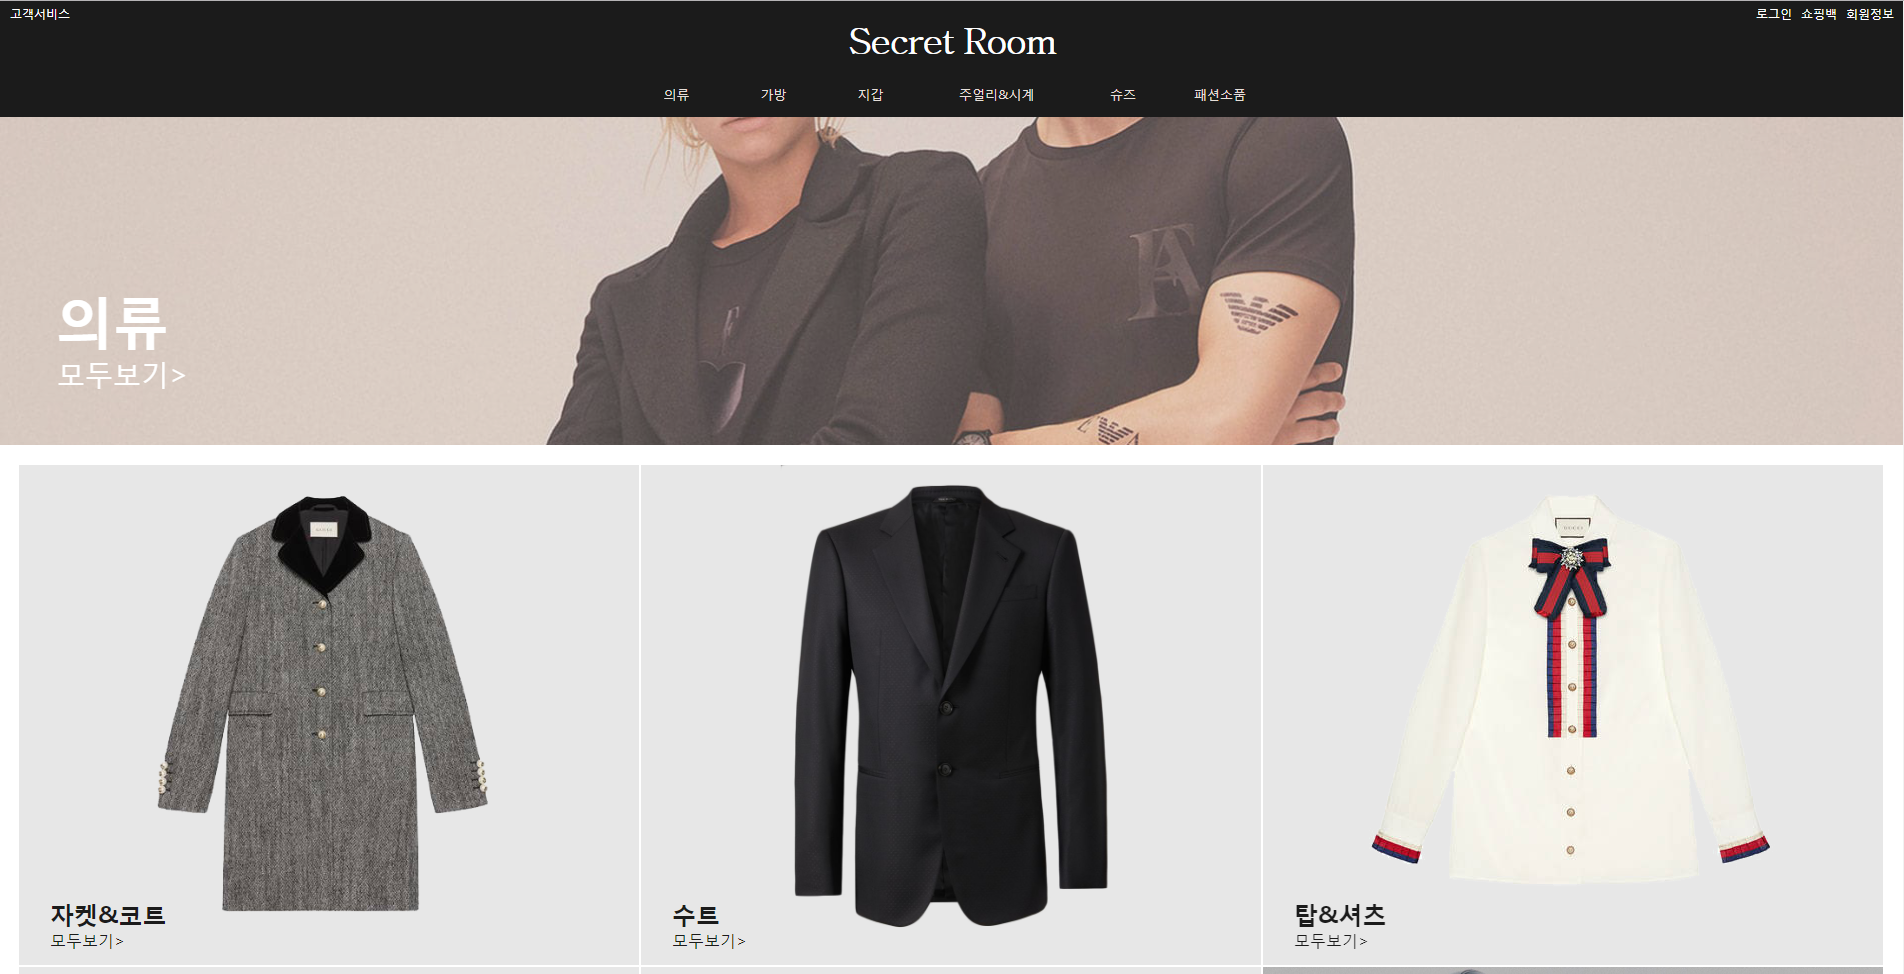 고객서비스
로그인 쇼핑백 회원정보
Secret Room
의류 가방 지갑 주얼리&시계 슈즈 패션소품
의류
모두보기>
GUCCI
GUCCI
자켓&코트
모두보기>
수트
모두보기>
탑&셔츠
모두보기>